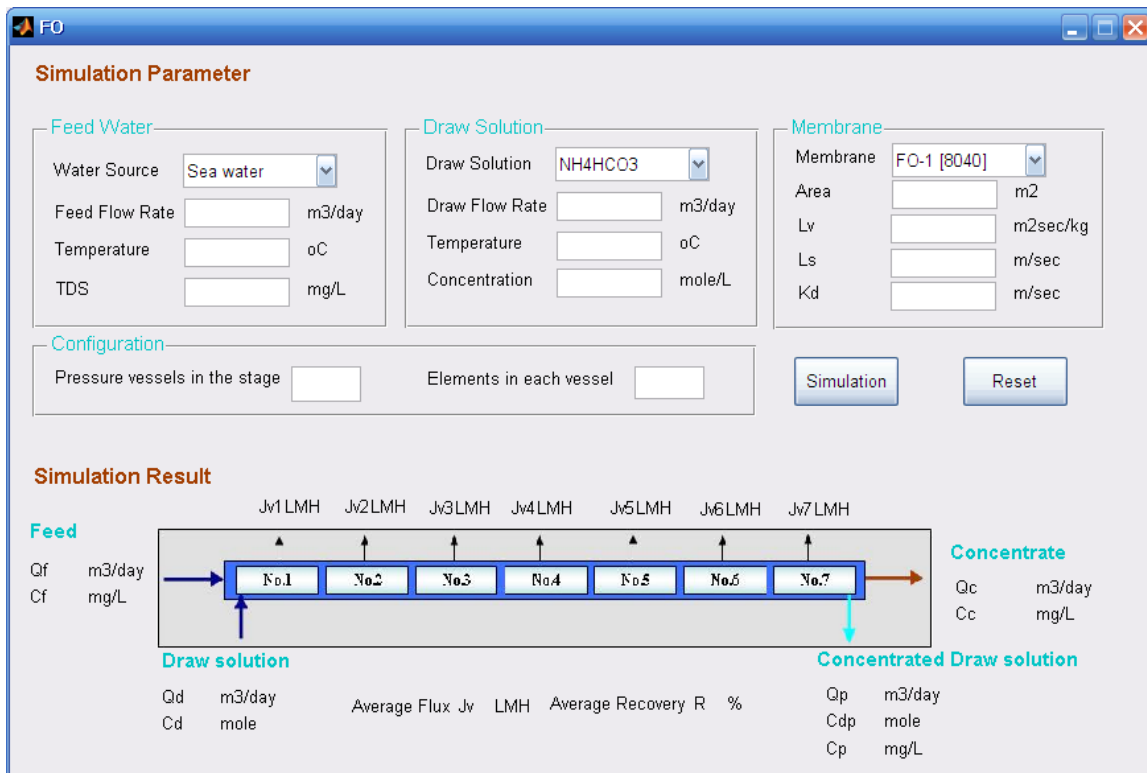 FO
Simulation Parameter
Feed Water
Water Source Sea water
Feed Flow Rate m3/day
Temperature oC
TDS mg/L
Draw Solution
Draw Solution NH4HCO3
Draw Flow Rate m3/day
Temperature oC
Concentration mole/L
Membrane
Membrane FO-1 [8040]
Area m2
Lv m2sec/kg
Ls m/sec
Kd m/sec
Configuration
Pressure vessels in the stage Elements in each vessel
Simulation Reset
Simulation Result
Jv1 LMH Jv2 LMH Jv3 LMH Jv4 LMH Jv5 LMH Jv6 LMH Jv7 LMH
Feed
Qf m3/day
Cf mg/L
No.1 No.2 No.3 No.4 No.5 No.6 No.7
Concentrate
Qc m3/day
Cc mg/L
Draw solution
Qd m3/day
Cd mole
Average Flux Jv LMH Average Recovery R %
Concentrated Draw solution
Qp m3/day
Cdp mole
Cp mg/L